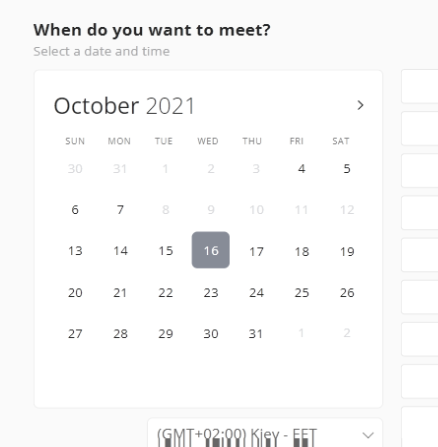 When do you want to meet?
Select a date and time
October 2021
SUN MON TUE WED THU FRI SAT
30 31 1 2 3 4 5
6 7 8 9 10 11 12
13 14 15 16 17 18 19
20 21 22 23 24 25 26
27 28 29 30 31 1 2
(GMT+02:00) Kiev - EET